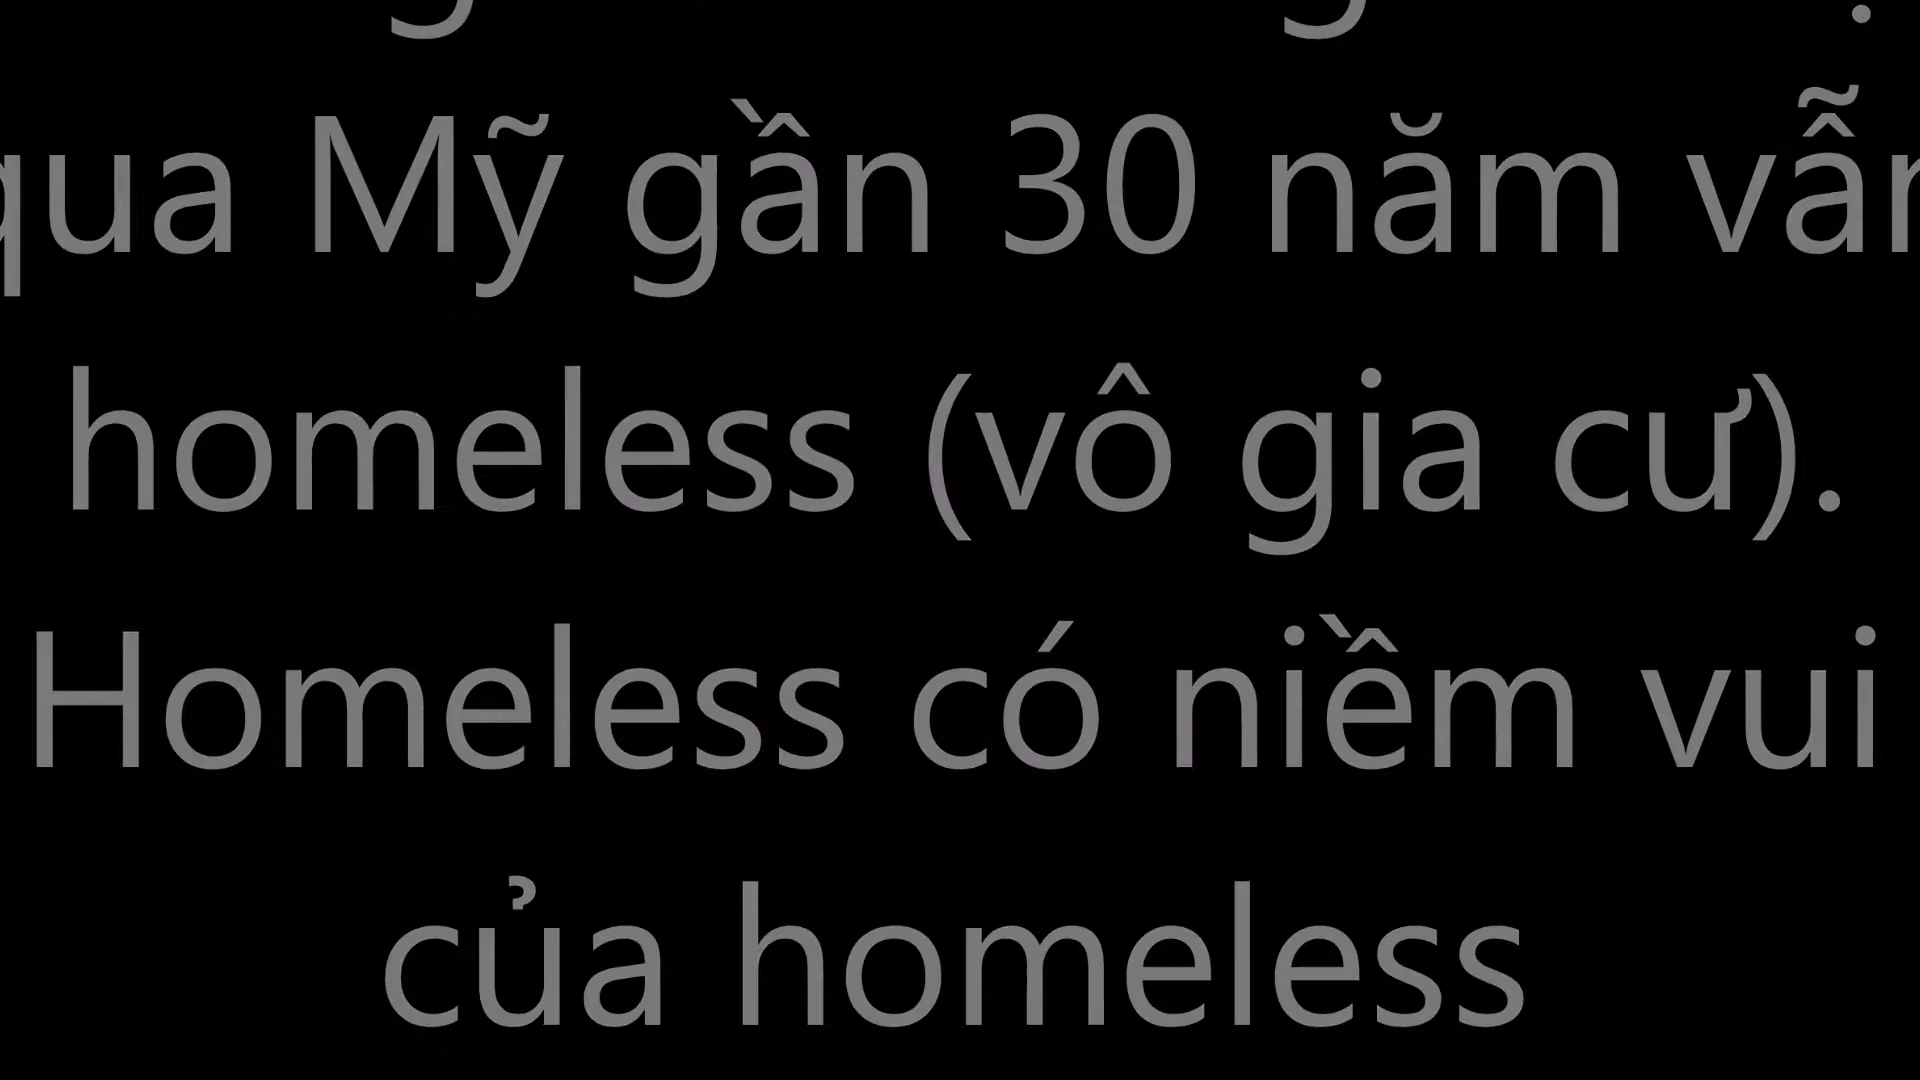 qua Mỹ gần 30 năm vẫn
homeless (vô gia cư).
Homeless có niềm vui
của homeless